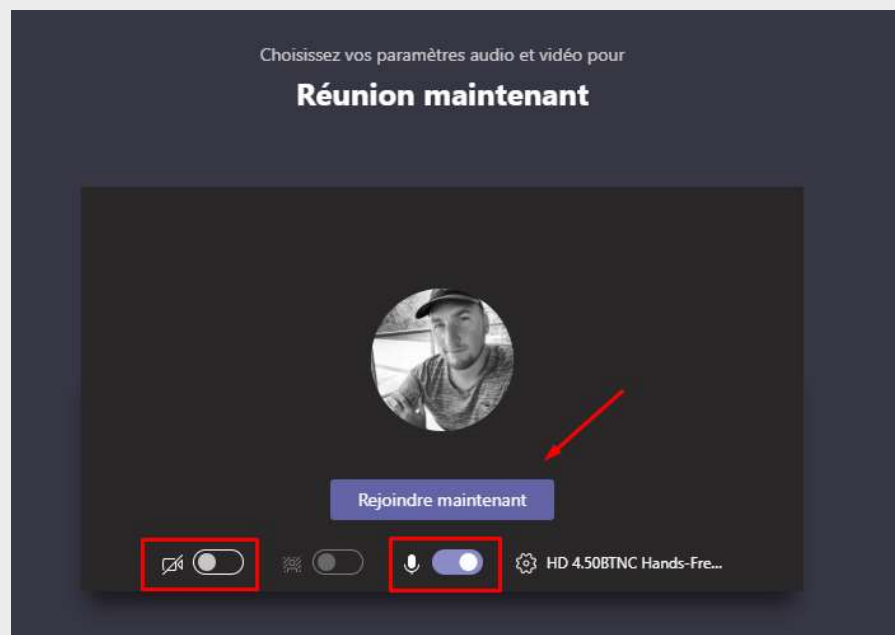 Choisissez vos paramètres audio et vidéo pour
Réunion maintenant
Rejoindre maintenant
HD 4.50BTNC Hands-Fre...